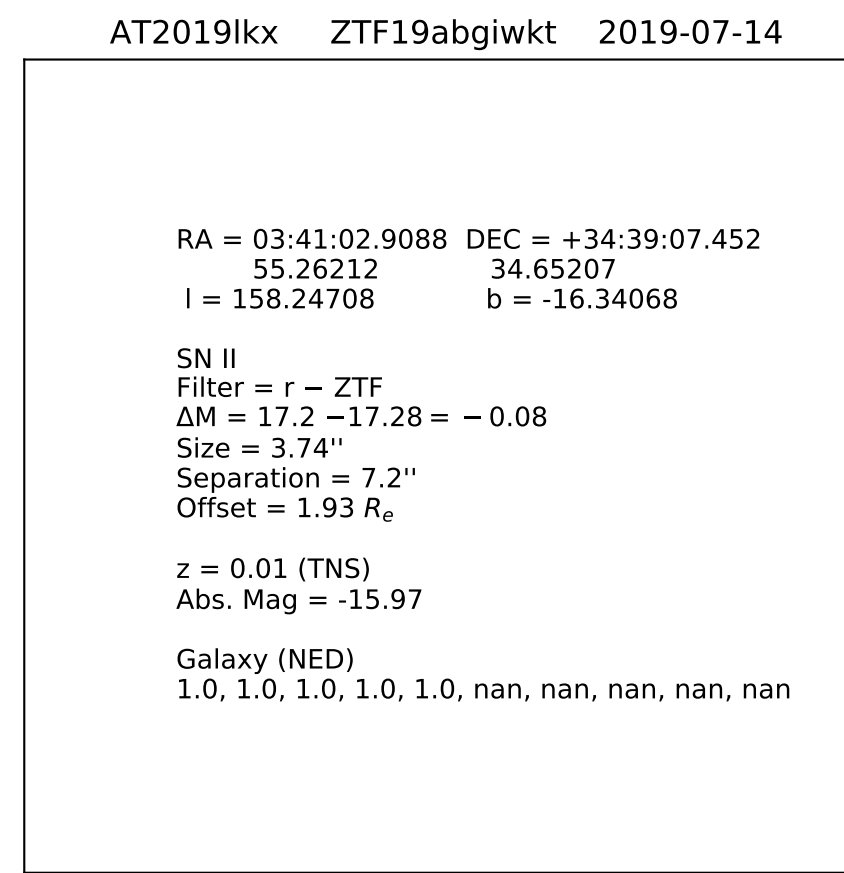 AT2019lkx ZTF19abgiwkt 2019-07-14
RA = 03:41:02.9088 DEC = +34:39:07.452
55.26212 34.65207
l = 158.24708 b = -16.34068
SN II
Filter = r − ZTF
ΔM = 17.2 −17.28 = − 0.08
Size = 3.74''
Separation = 7.2''
Offset = 1.93 Re
z = 0.01 (TNS)
Abs. Mag = -15.97
Galaxy (NED)
1.0, 1.0, 1.0, 1.0, 1.0, nan, nan, nan, nan, nan